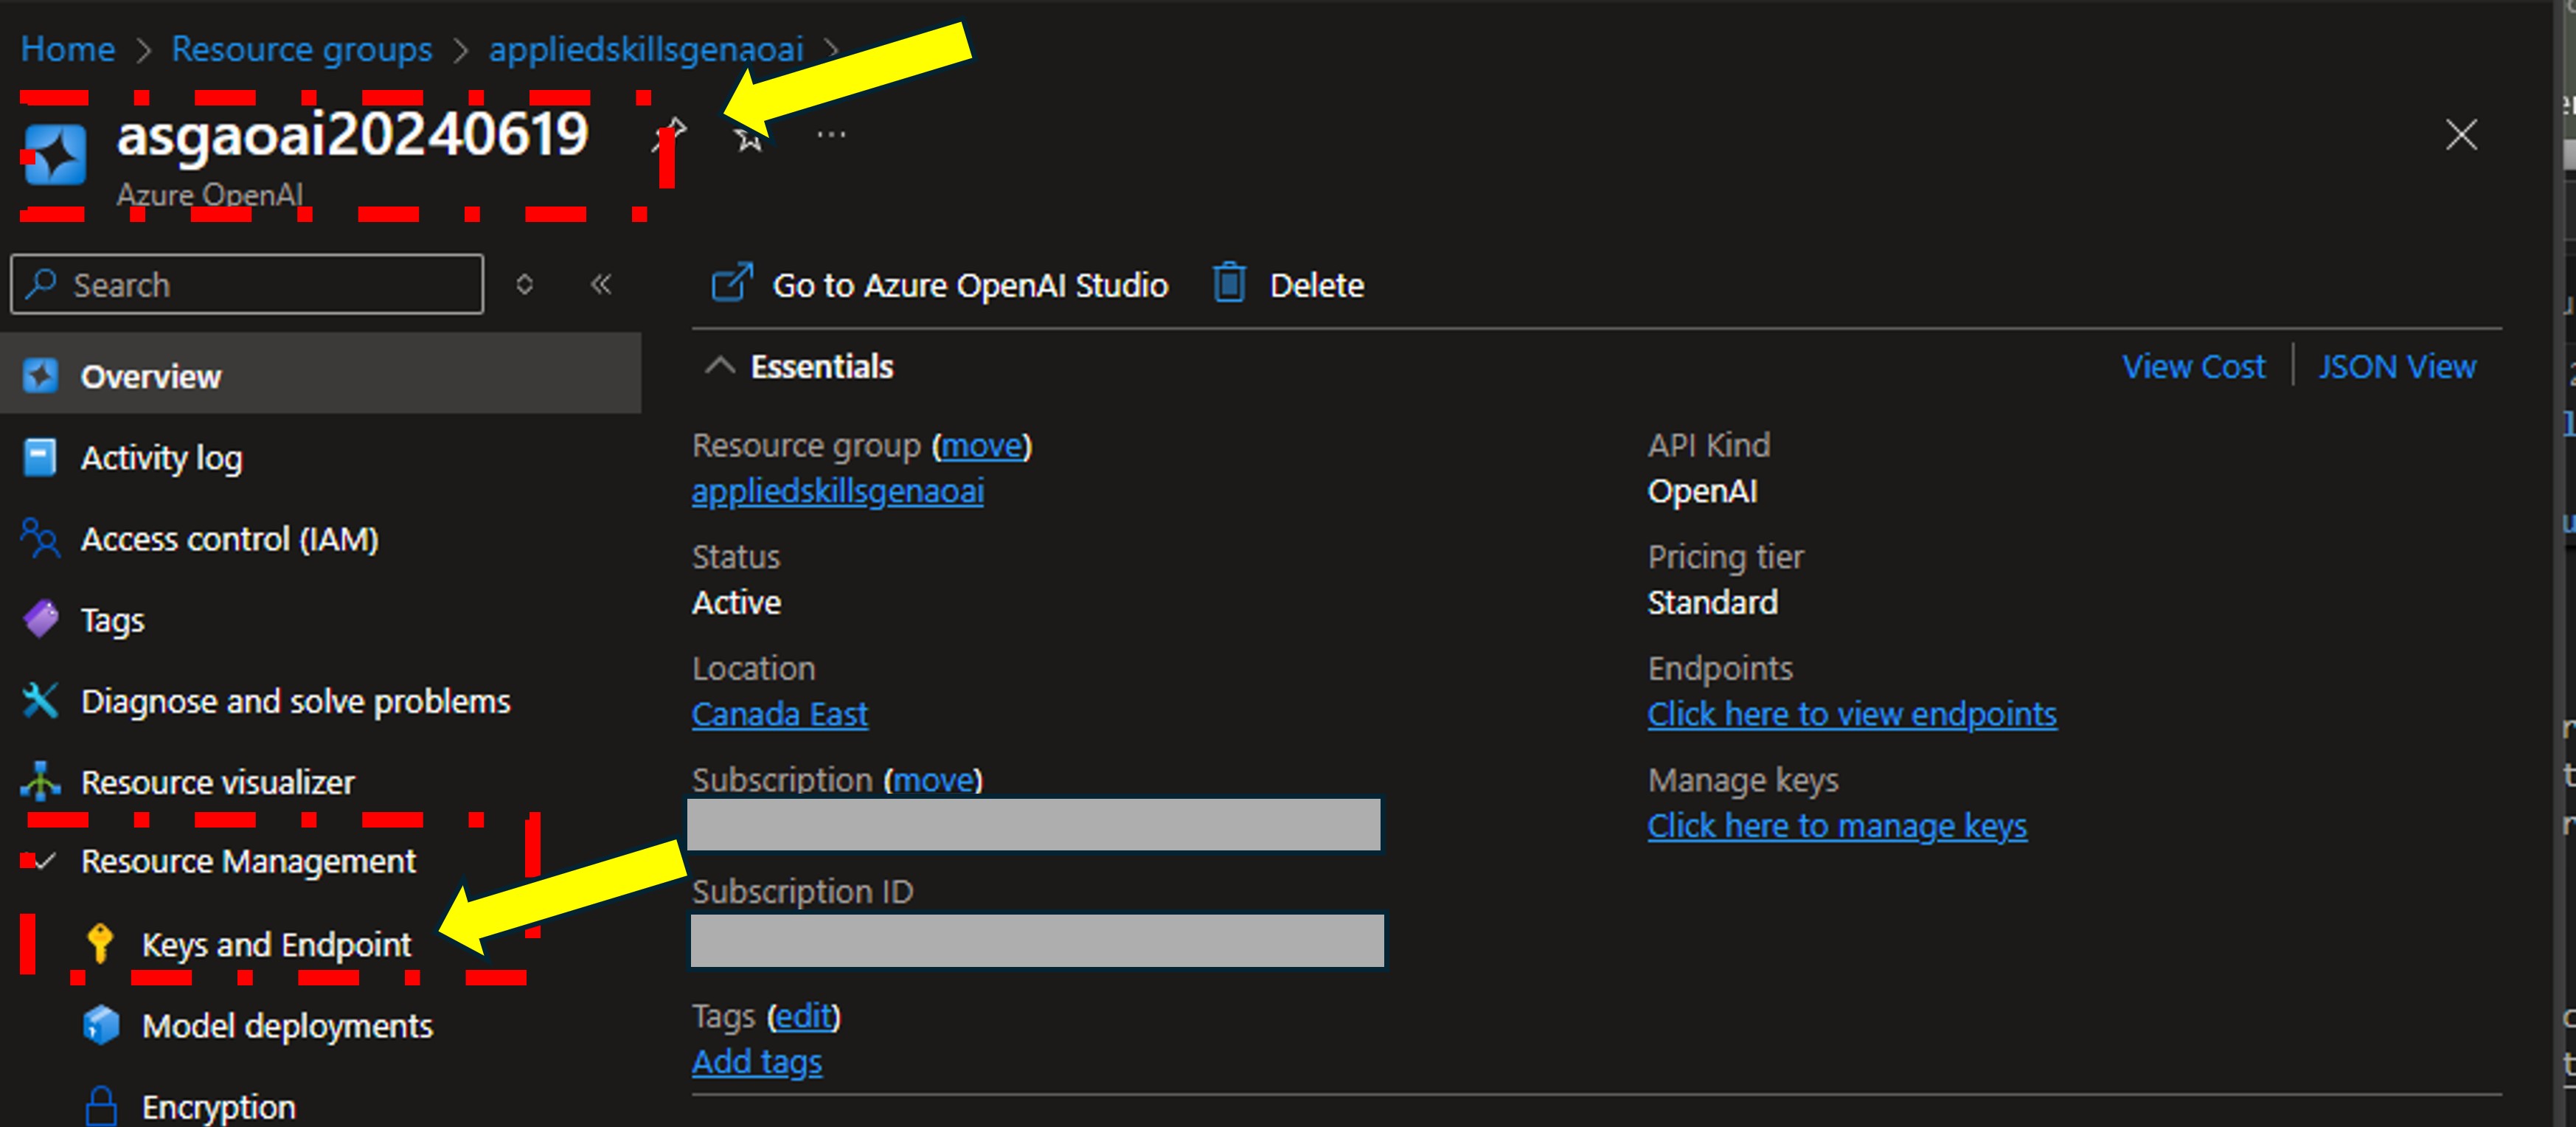 Home > Resource groups > appliedskillsgenaoai >
asgaoai20240619
Azure OpenAI
Search
Go to Azure OpenAI Studio
Delete
Overview
Activity log
Access control (IAM)
Tags
Diagnose and solve problems
Resource visualizer
Resource Management
Keys and Endpoint
Model deployments
Encryption
Essentials
View Cost | JSON View
Resource group (move)
appliedskillsgenaoai
Status
Active
Location
Canada East
Subscription (move)
Subscription ID
Tags (edit)
Add tags
API Kind
OpenAI
Pricing tier
Standard
Endpoints
Click here to view endpoints
Manage keys
Click here to manage keys